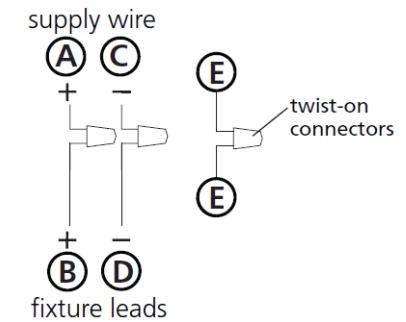 supply wire
A C
+ −
E
twist-on
connectors
E
+ −
B D
fixture leads